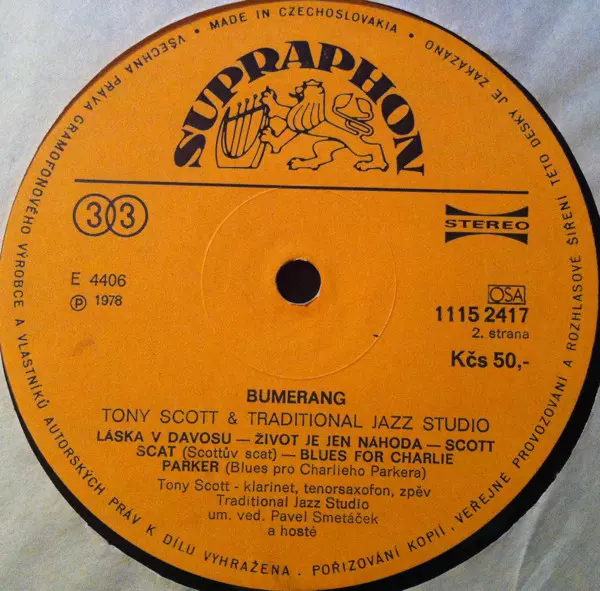 MADE IN CZECHOSLOVAKIA • VŠECHNA PRÁVA GRAMOFONOVÉHO VÝROBCE A VLASTNÍKŮ AUTORSKÝCH PRÁV K DÍLU VYHRAŽENA. POŘIZOVÁNÍ KOPIÍ, VEŘEJNÉ PROVOZOVÁNÍ A ROZHLASOVÉ ŠÍŘENÍ TÉTO DESKY JE ZAKÁZÁNO •
SUPRAPHON
33
STEREO
E 4406
℗ 1978
OSA
1115 2417
2. strana
Kčs 50,-
BUMERANG
TONY SCOTT & TRADITIONAL JAZZ STUDIO
LÁSKA V DAVOSU — ŽIVOT JE JEN NÁHODA — SCOTT
SCAT (Scottův scat) — BLUES FOR CHARLIE
PARKER (Blues pro Charlieho Parkera)
Tony Scott - klarinet, tenorsaxofon, zpěv
Traditional Jazz Studio
um. ved. Pavel Smetáček
a hosté